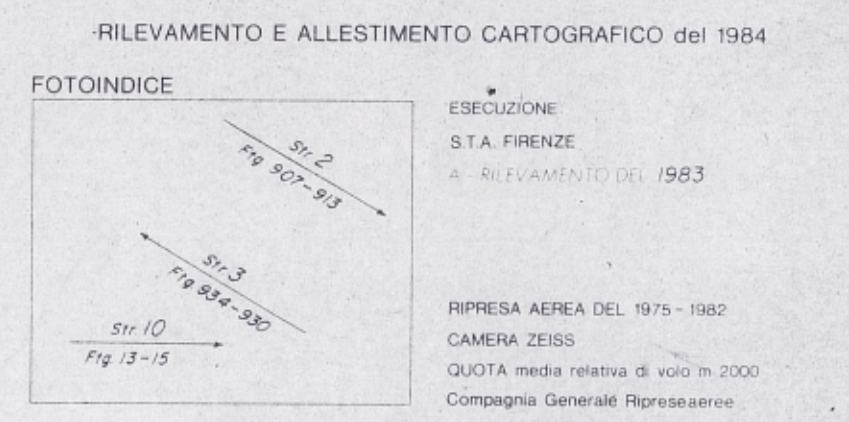 -RILEVAMENTO E ALLESTIMENTO CARTOGRAFICO del 1984
FOTOINDICE
Str 2
Ftg 907-913
Str 3
Ftg 934-930
Str 10
Ftg 13-15
ESECUZIONE
S.T.A. FIRENZE
A - RILEVAMENTO DEL 1983
RIPRESA AEREA DEL 1975 - 1982
CAMERA ZEISS
QUOTA media relativa di volo m 2000
Compagnia Generale Ripreseaeree